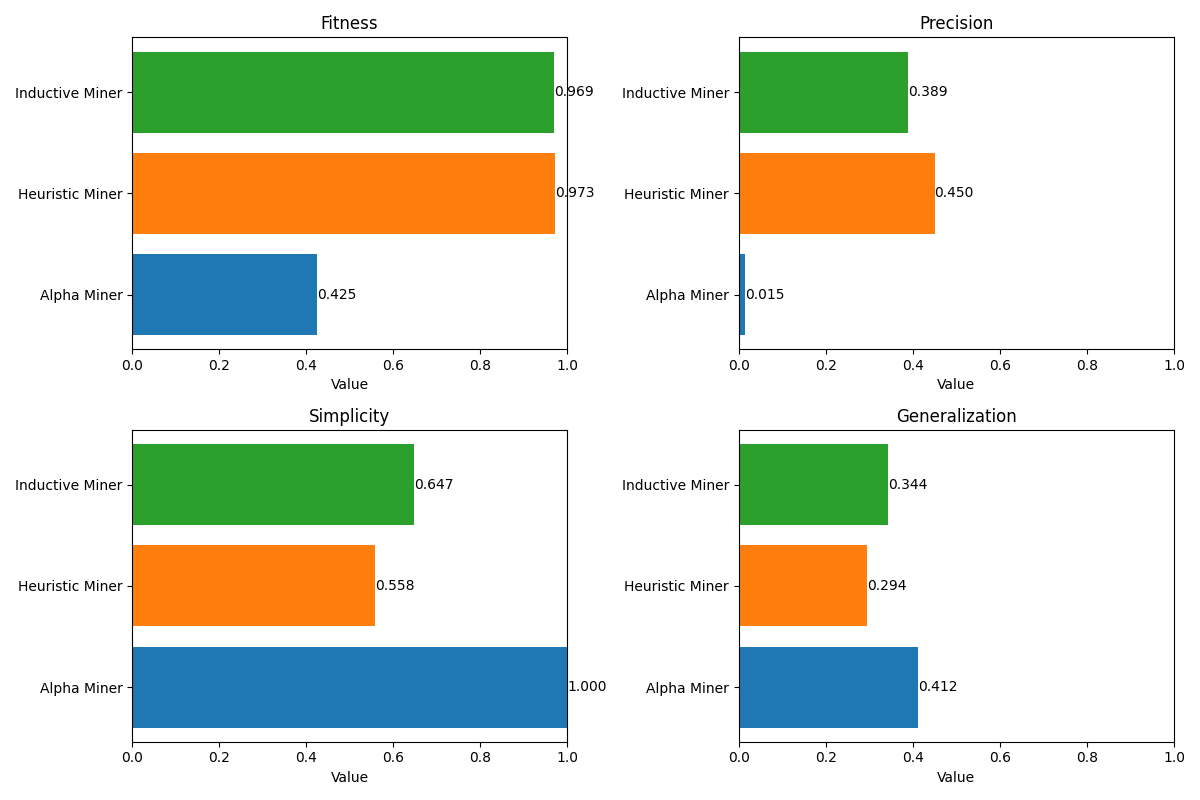 Fitness
Inductive Miner
0.969
Heuristic Miner
0.973
Alpha Miner
0.425
0.0 0.2 0.4 0.6 0.8 1.0
Value
Precision
Inductive Miner
0.389
Heuristic Miner
0.450
Alpha Miner
0.015
0.0 0.2 0.4 0.6 0.8 1.0
Value
Simplicity
Inductive Miner
0.647
Heuristic Miner
0.558
Alpha Miner
1.000
0.0 0.2 0.4 0.6 0.8 1.0
Value
Generalization
Inductive Miner
0.344
Heuristic Miner
0.294
Alpha Miner
0.412
0.0 0.2 0.4 0.6 0.8 1.0
Value